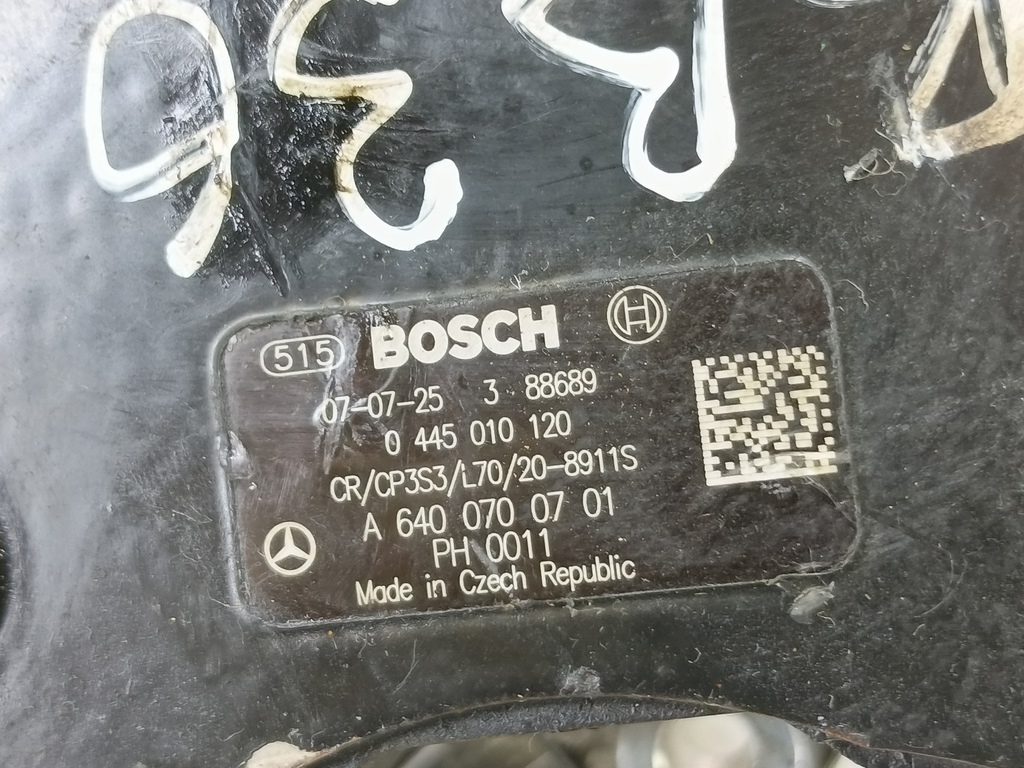 515 BOSCH
07-07-25 3 88689
0 445 010 120
CR/CP3S3/L70/20-8911S
A 640 070 07 01
PH 0011
Made in Czech Republic